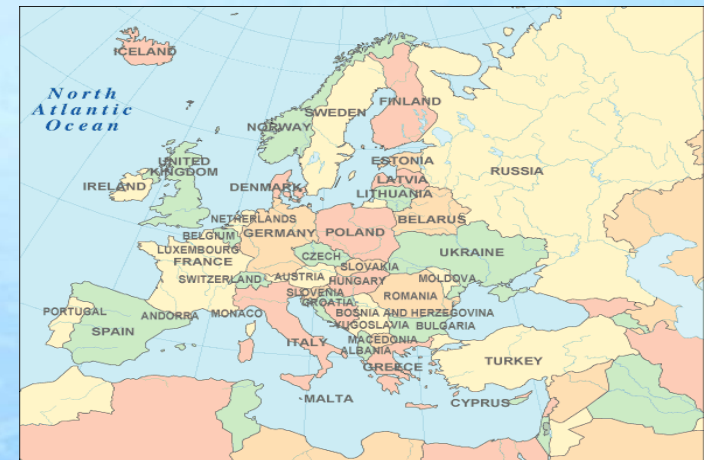 ICELAND
North
Atlantic
Ocean
SWEDEN
FINLAND
NORWAY
ESTONIA
RUSSIA
LATVIA
UNITED
KINGDOM
IRELAND
DENMARK
LITHUANIA
NETHERLANDS
BELARUS
BELGIUM
GERMANY
POLAND
LUXEMBOURG
FRANCE
CZECH
UKRAINE
SLOVAKIA
SWITZERLAND
AUSTRIA
HUNGARY
MOLDOVA
SLOVENIA
CROATIA
ROMANIA
PORTUGAL
ANDORRA
MONACO
BOSNIA AND HERZEGOVINA
SPAIN
YUGOSLAVIA
BULGARIA
ITALY
MACEDONIA
ALBANIA
GREECE
TURKEY
MALTA
CYPRUS